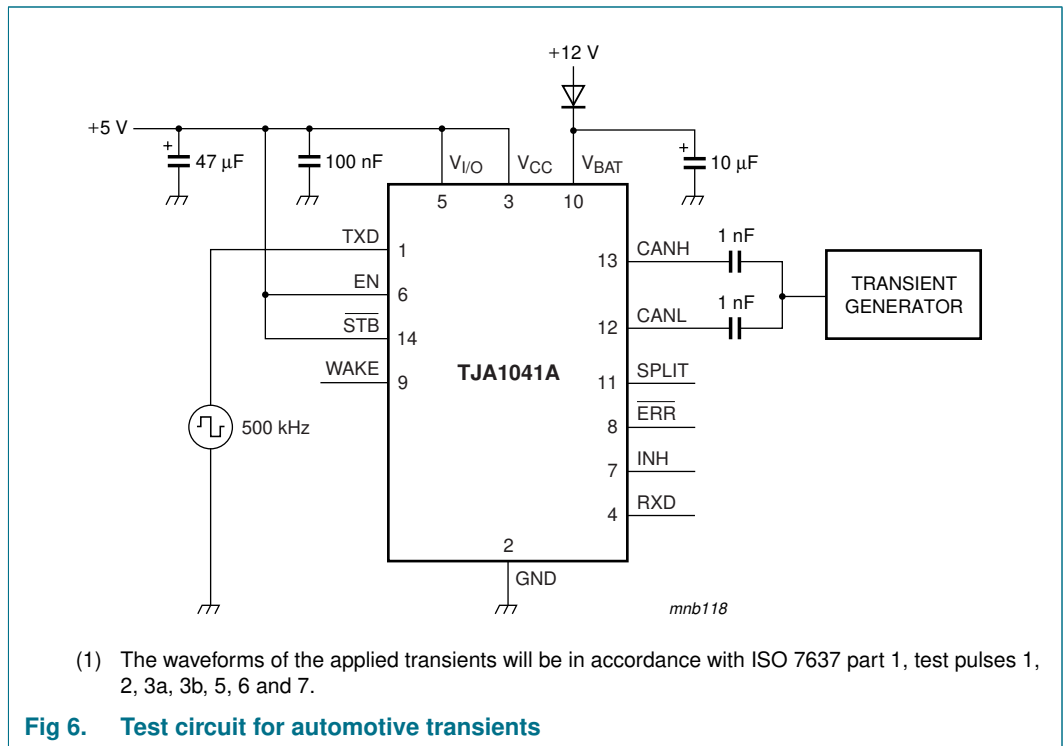 +12 V
+5 V
+
47 μF
100 nF
V_I/O
V_CC
V_BAT
+
10 μF
5
3
10
TXD
1
EN
6
STB
14
WAKE
9
500 kHz
TJA1041A
13
CANH
1 nF
12
CANL
1 nF
TRANSIENT
GENERATOR
11
SPLIT
8
ERR
7
INH
4
RXD
2
GND
mnb118
(1) The waveforms of the applied transients will be in accordance with ISO 7637 part 1, test pulses 1,
2, 3a, 3b, 5, 6 and 7.
Fig 6. Test circuit for automotive transients